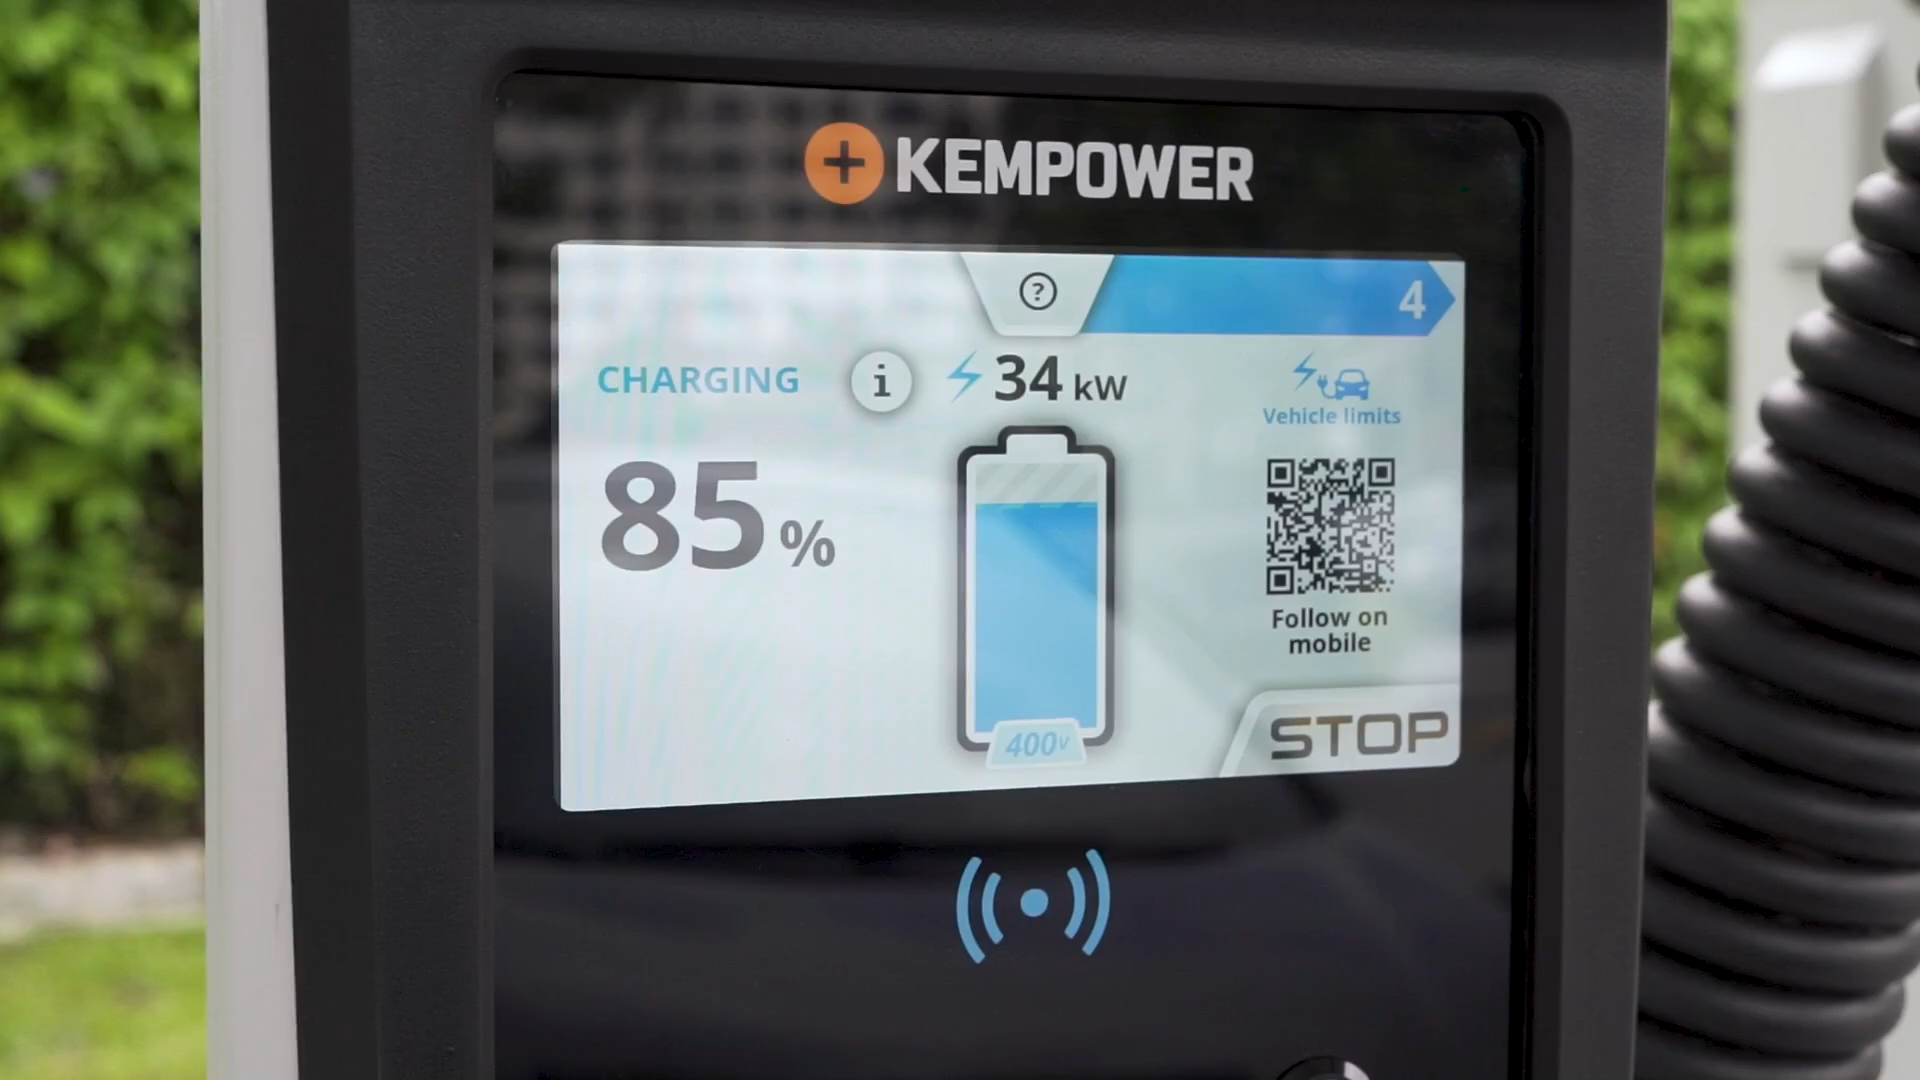 KEMPOWER
?
4
CHARGING
i
34 kW
Vehicle limits
85 %
Follow on
mobile
400V
STOP